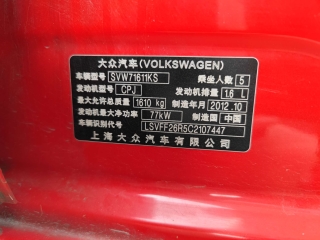 大众汽车(VOLKSWAGEN)
车辆型号 SVW71611KS 乘坐人数 5
发动机型号 CPJ 发动机排量 1.6 L
最大允许总质量 1610 kg 制造年月 2012.10
发动机最大净功率 77kW 制造国 中国
车辆识别代号 LSVFF26R5C2107447
上海大众汽车有限公司